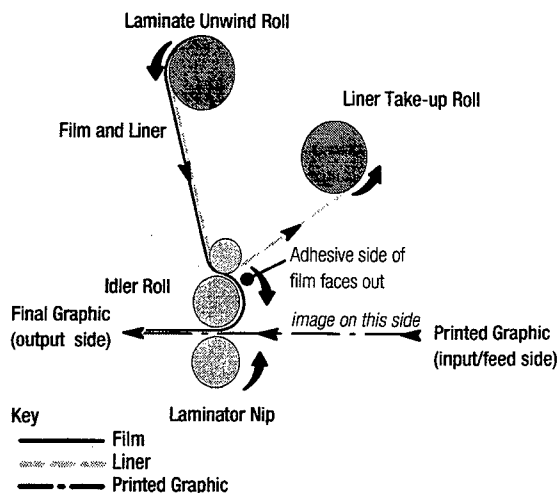 Laminate Unwind Roll
Liner Take-up Roll
Film and Liner
Adhesive side of
film faces out
Idler Roll
Final Graphic
(output side)
image on this side
Printed Graphic
(input/feed side)
Laminator Nip
Key
Film
Liner
Printed Graphic